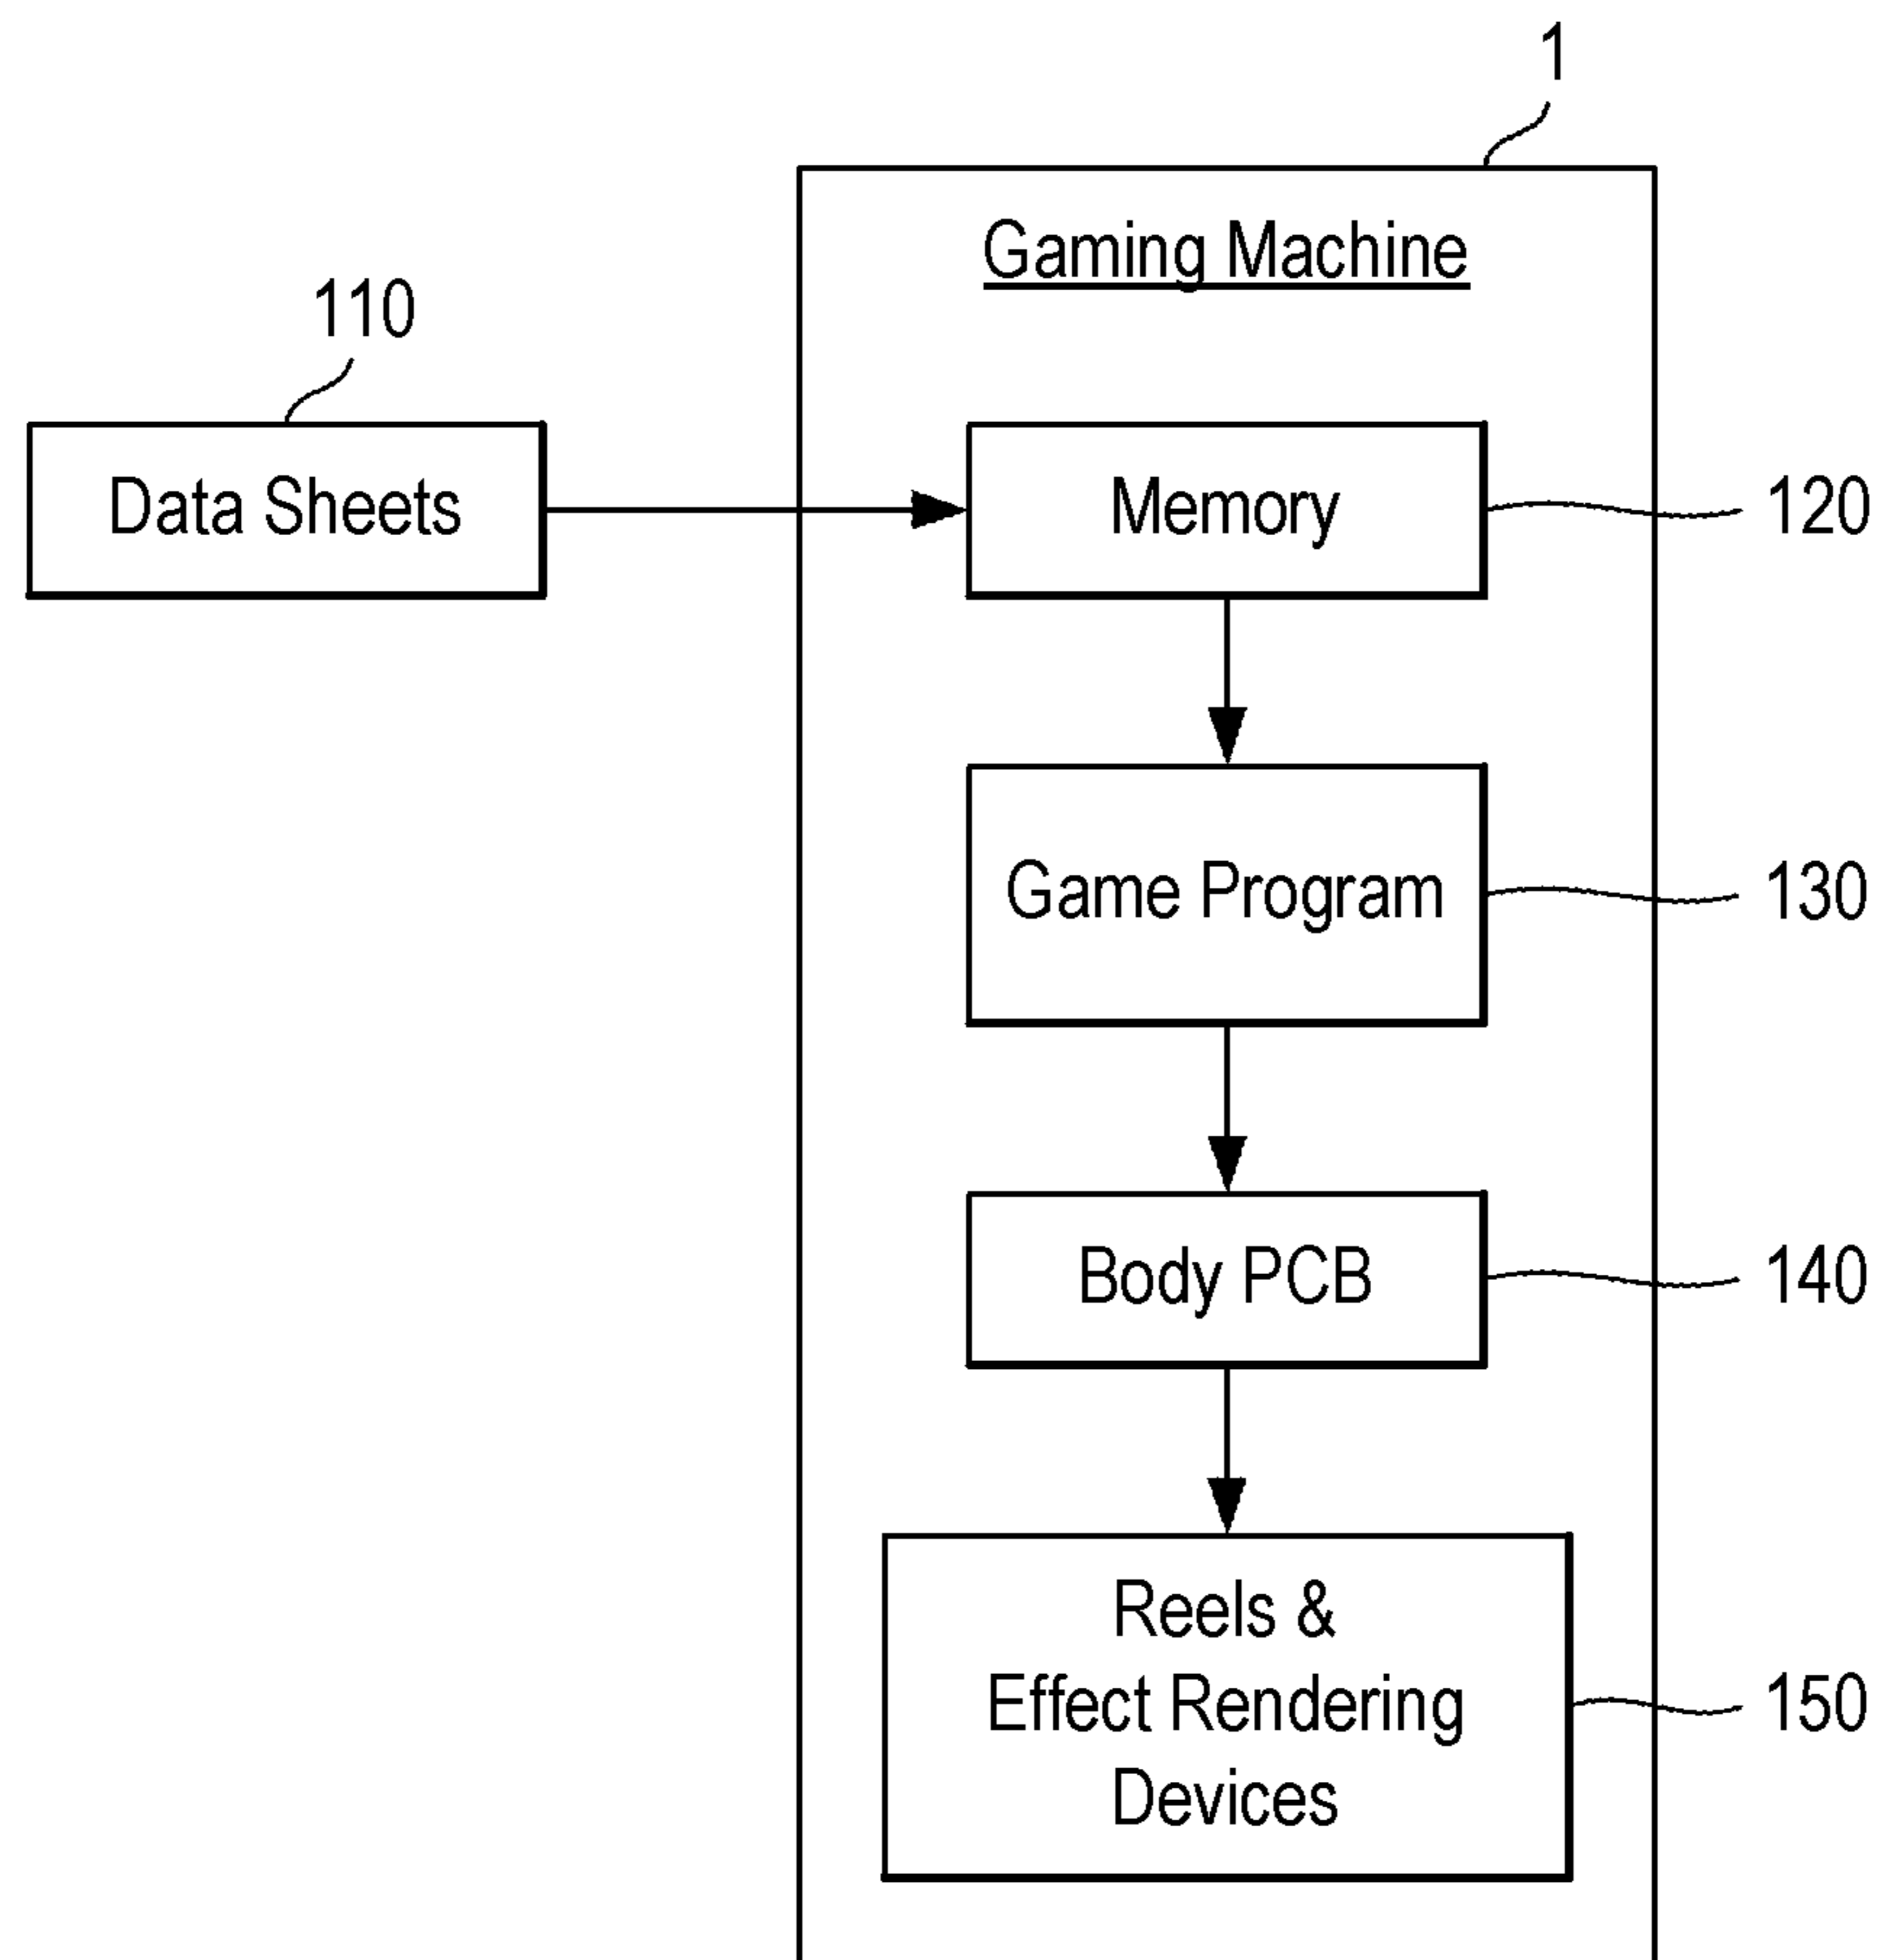 1
Gaming Machine
110
Data Sheets
Memory
120
Game Program
130
Body PCB
140
Reels &
Effect Rendering
Devices
150